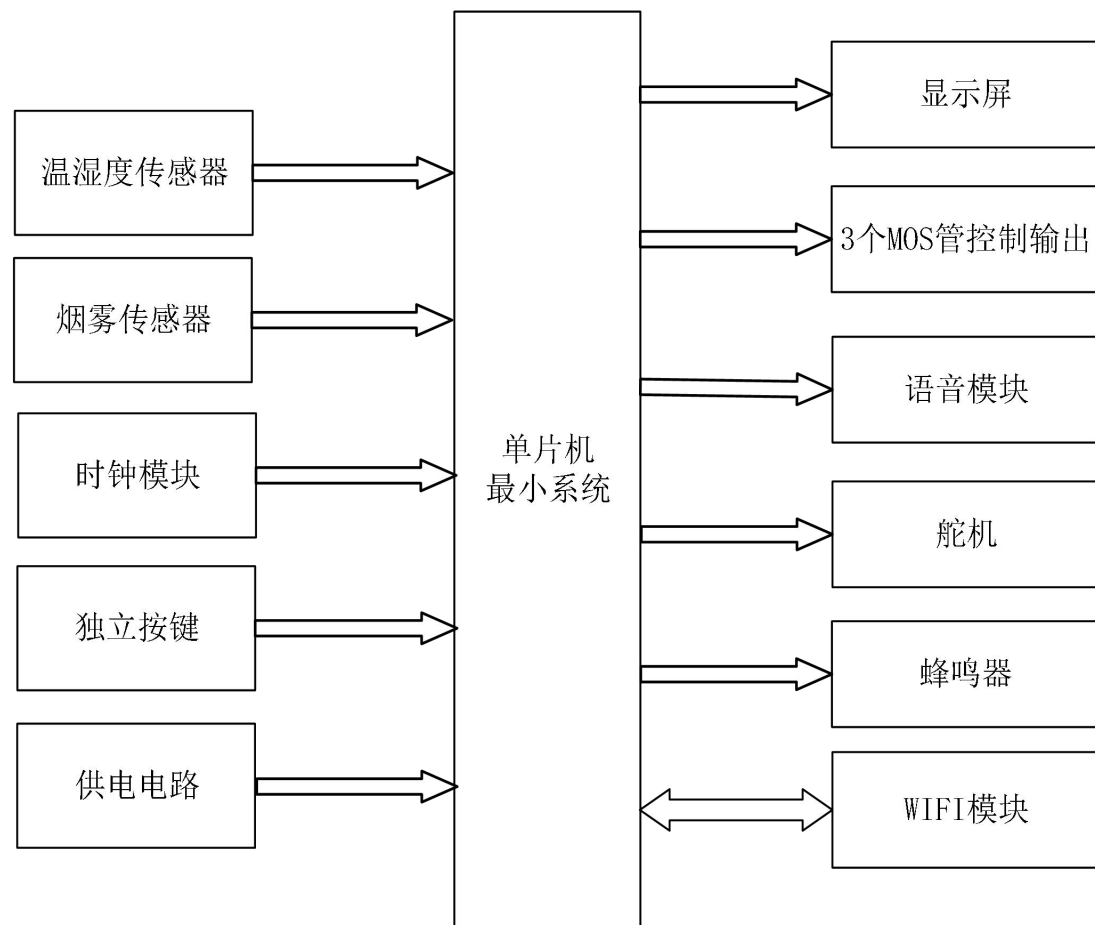 温湿度传感器
烟雾传感器
时钟模块
独立按键
供电电路
单片机
最小系统
显示屏
3个MOS管控制输出
语音模块
舵机
蜂鸣器
WIFI模块